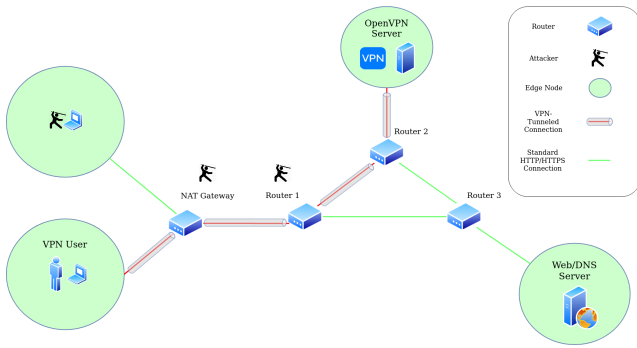 OpenVPN
Server
VPN
Router 2
NAT Gateway
Router 1
Router 3
VPN User
Web/DNS
Server
Router
Attacker
Edge Node
VPN-
Tunneled
Connection
Standard
HTTP/HTTPS
Connection